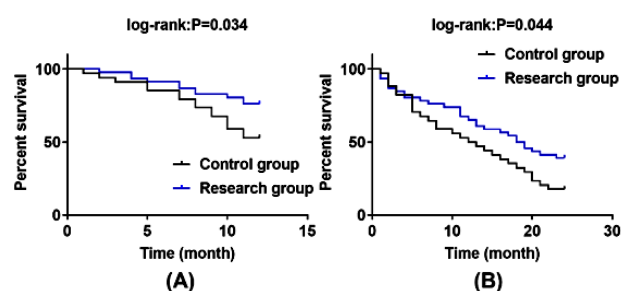 log-rank:P=0.034
Percent survival
100
50
0
0 5 10 15
Control group
Research group
Time (month)
(A)
log-rank:P=0.044
Percent survival
100
50
0
0 10 20 30
Control group
Research group
Time (month)
(B)